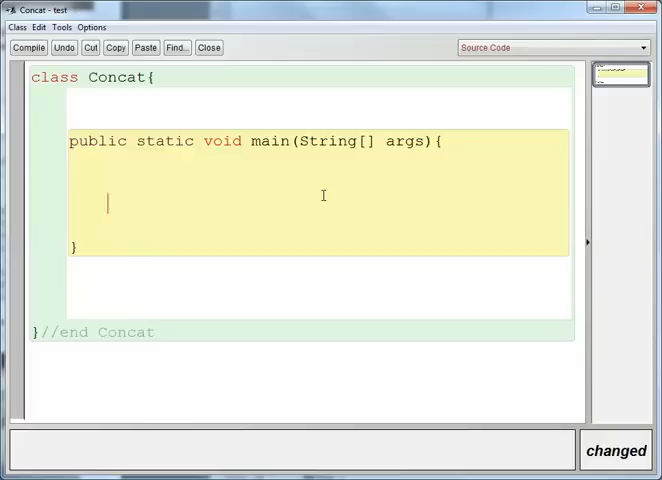 Concat - test
Class Edit Tools Options
Compile Undo Cut Copy Paste Find... Close Source Code
class Concat{
public static void main(String[] args){
}
}//end Concat
changed